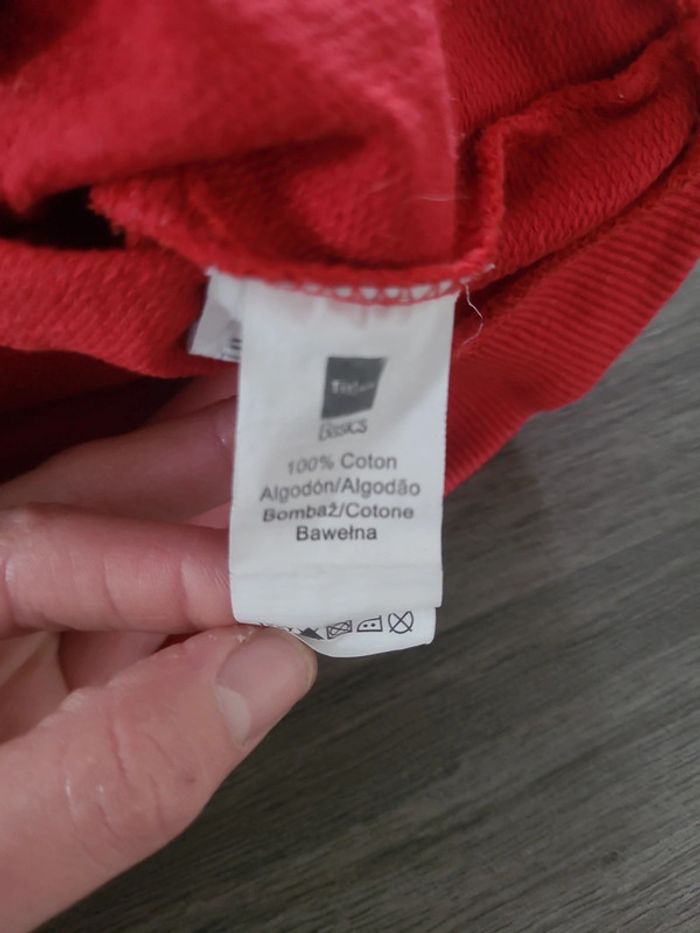 Basics
100% Coton
Algodón/Algodão
Bombaž/Cotone
Bawełna